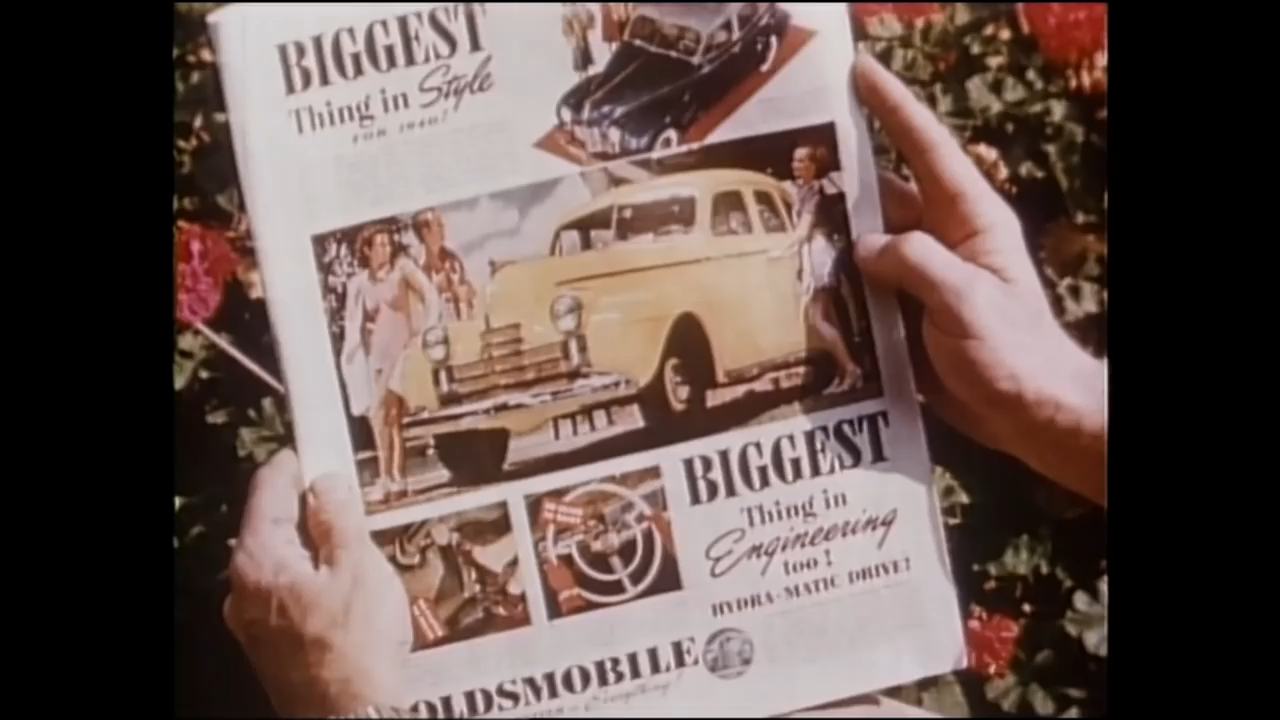 BIGGEST
Thing in Style
FOR 1940!
BIGGEST
Thing in
Engineering
too!
HYDRA-MATIC DRIVE!
OLDSMOBILE